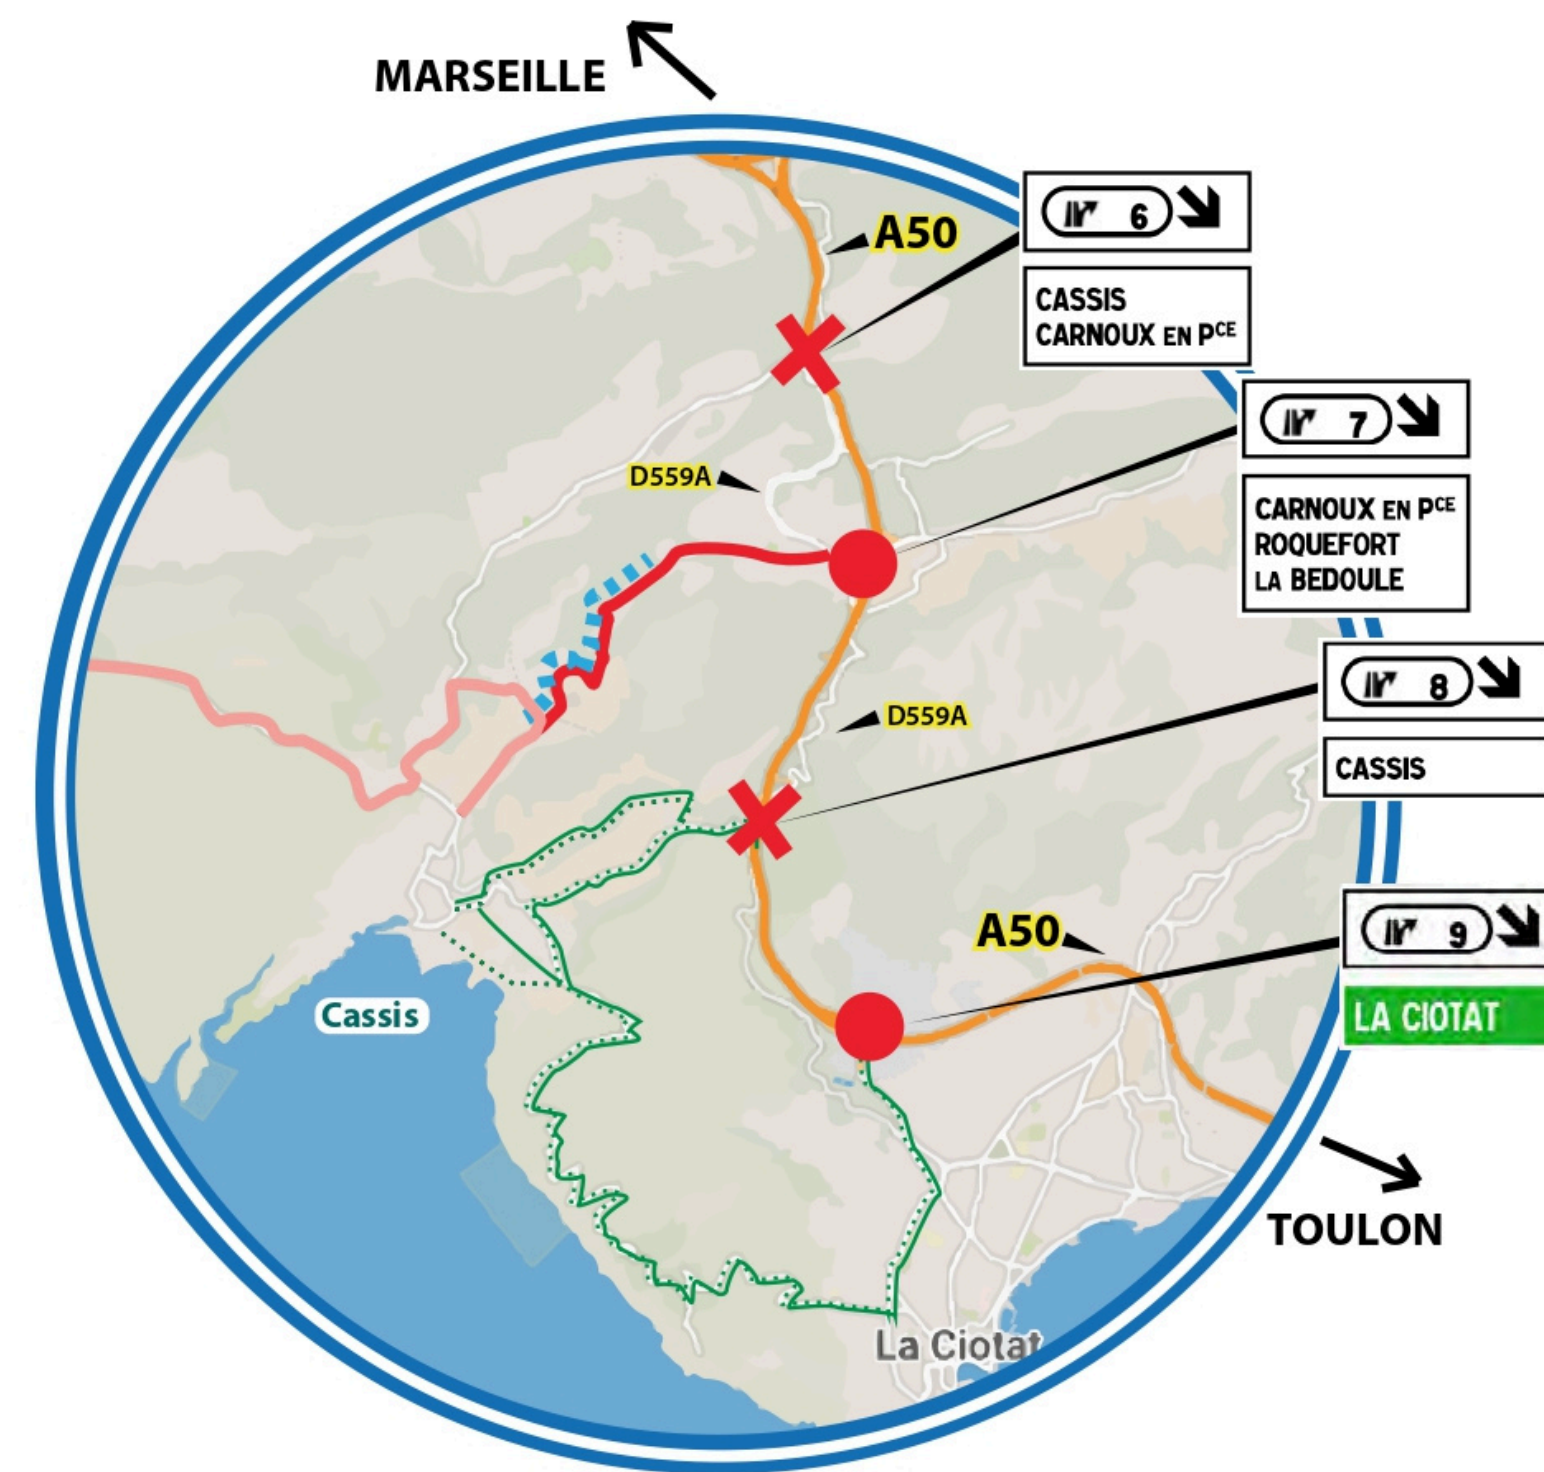 MARSEILLE
A50
6
CASSIS
CARNOUX EN PCE
7
D559A
CARNOUX EN PCE
ROQUEFORT
LA BEDOULE
8
D559A
CASSIS
9
A50
Cassis
LA CIOTAT
TOULON
La Ciotat